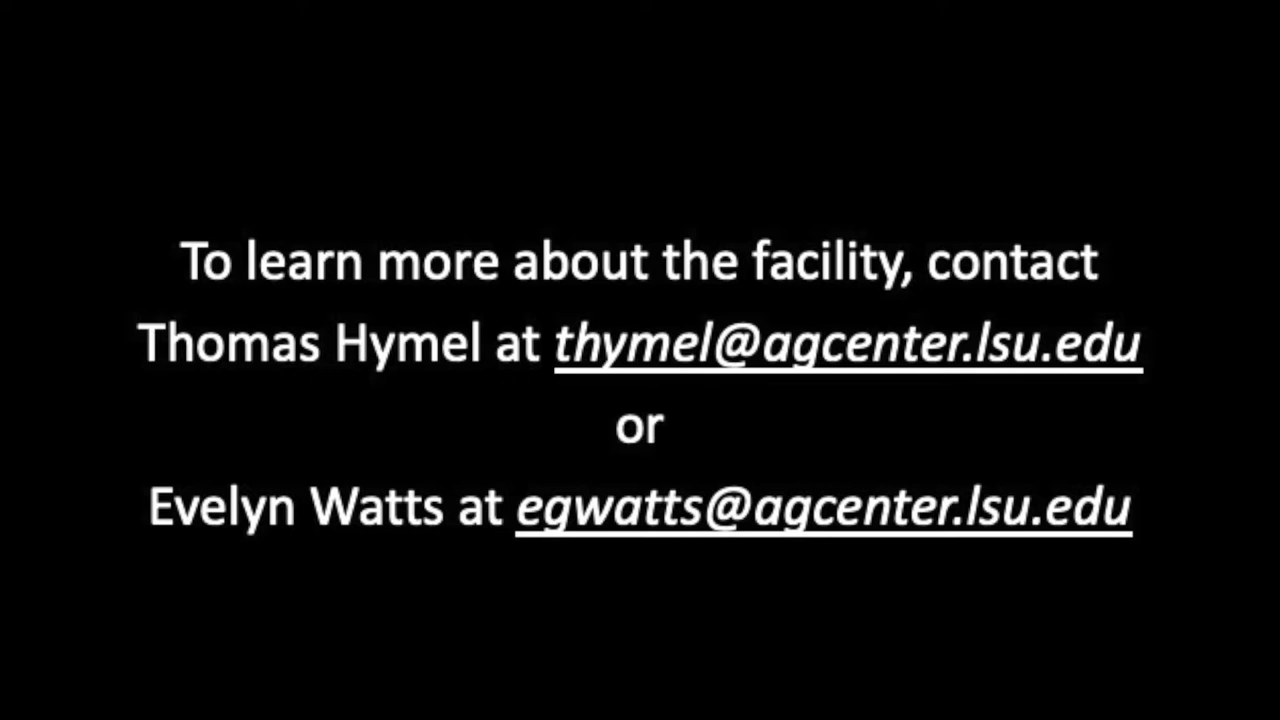 To learn more about the facility, contact
Thomas Hymel at thymel@agcenter.lsu.edu
or
Evelyn Watts at egwatts@agcenter.lsu.edu